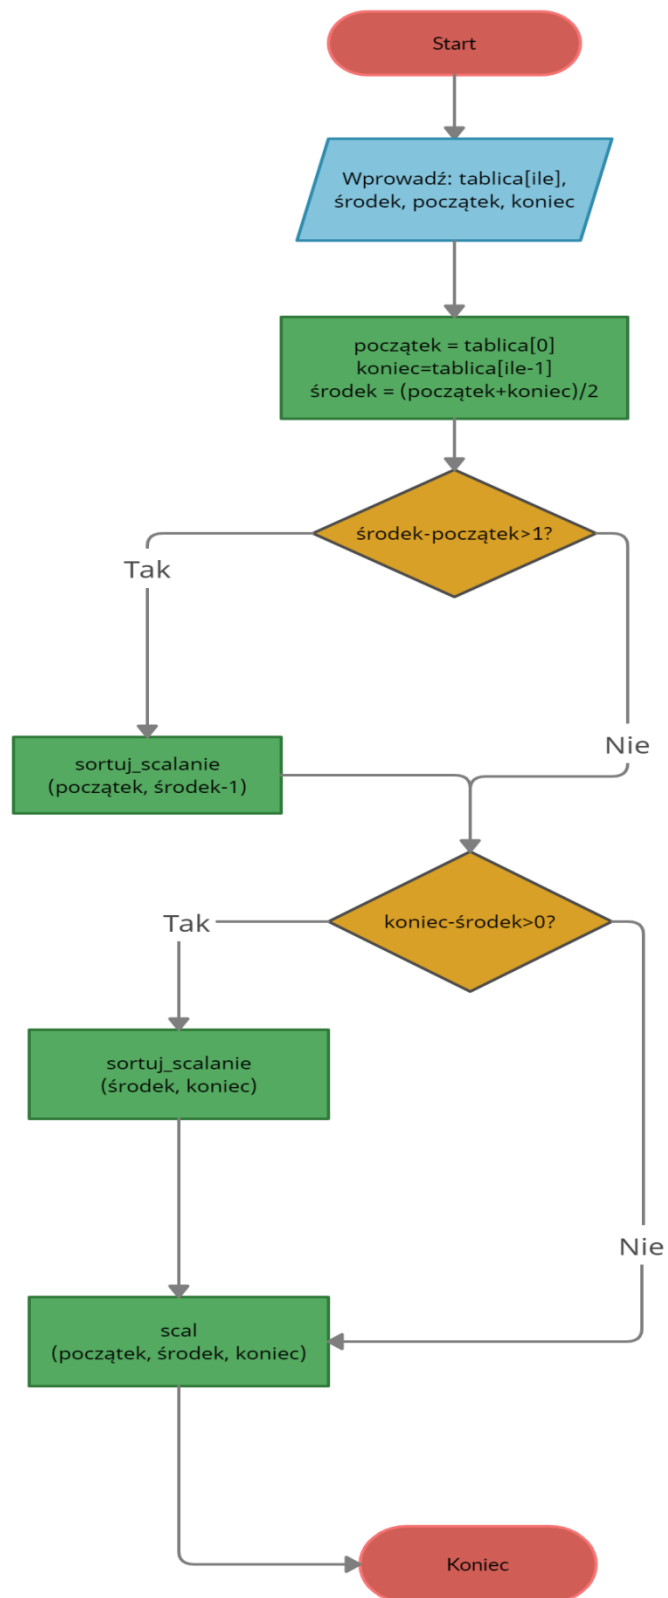 Start
Wprowadź: tablica[ile],
środek, początek, koniec
początek = tablica[0]
koniec=tablica[ile-1]
środek = (początek+koniec)/2
środek-początek>1?
Tak
Nie
sortuj_scalanie
(początek, środek-1)
koniec-środek>0?
Tak
sortuj_scalanie
(środek, koniec)
Nie
scal
(początek, środek, koniec)
Koniec